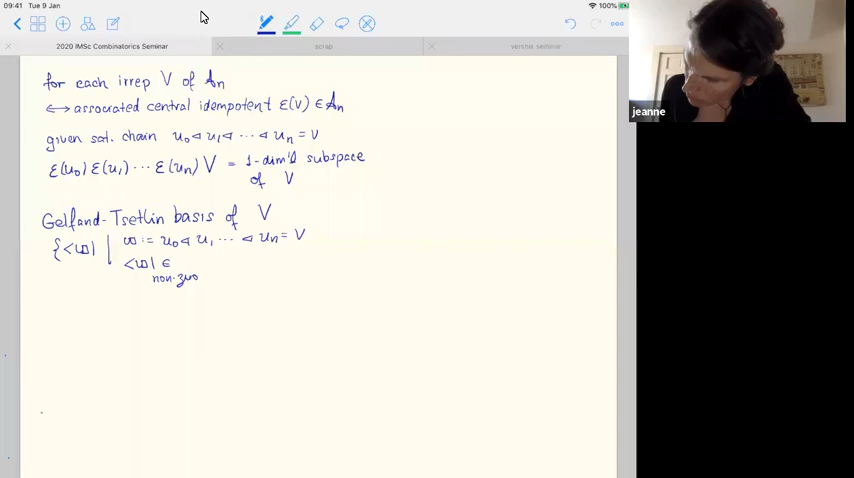 09:41 Tue 9 Jan
100%
2020 IMSc Combinatorics Seminar
scrap
vershik seminar
for each irrep V of An
↔ associated central idempotent ε(V) ∈ An
given sat. chain u0 ◁ u1 ◁ ··· ◁ un = V
ε(u0) ε(u1) ··· ε(un) V = 1-dim'l subspace
of V
Gelfand-Tsetlin basis of V
:= u0 ◁ u1 ··· ◁ un = V
∈
non-zero
jeanne